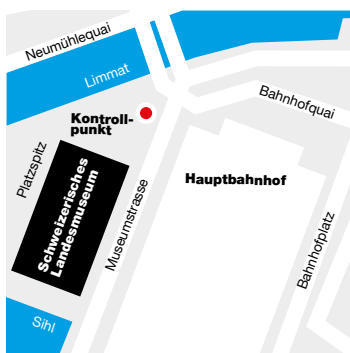 Neumühlequai
Limmat
Bahnhofquai
Kontroll-
punkt
Platzspitz
Schweizerisches
Landesmuseum
Museumstrasse
Hauptbahnhof
Bahnhofplatz
Sihl